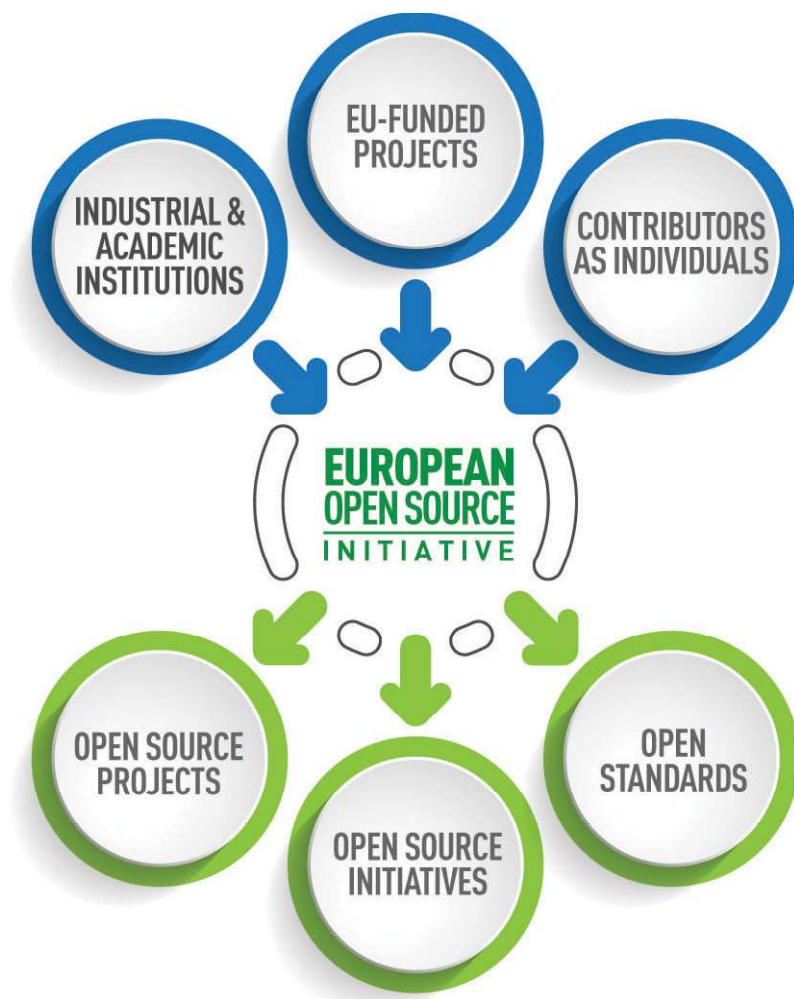 EU-FUNDED
PROJECTS
INDUSTRIAL &
ACADEMIC
INSTITUTIONS
CONTRIBUTORS
AS INDIVIDUALS
EUROPEAN
OPEN SOURCE
INITIATIVE
OPEN SOURCE
PROJECTS
OPEN SOURCE
INITIATIVES
OPEN
STANDARDS